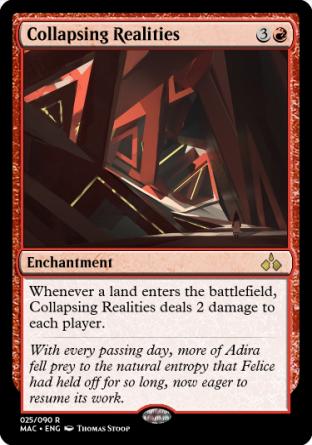 Collapsing Realities 3
Enchantment
Whenever a land enters the battlefield,
Collapsing Realities deals 2 damage to
each player.
With every passing day, more of Adira
fell prey to the natural entropy that Felice
had held off for so long, now eager to
resume its work.
025/090 R
MAC • ENG Thomas Stoop